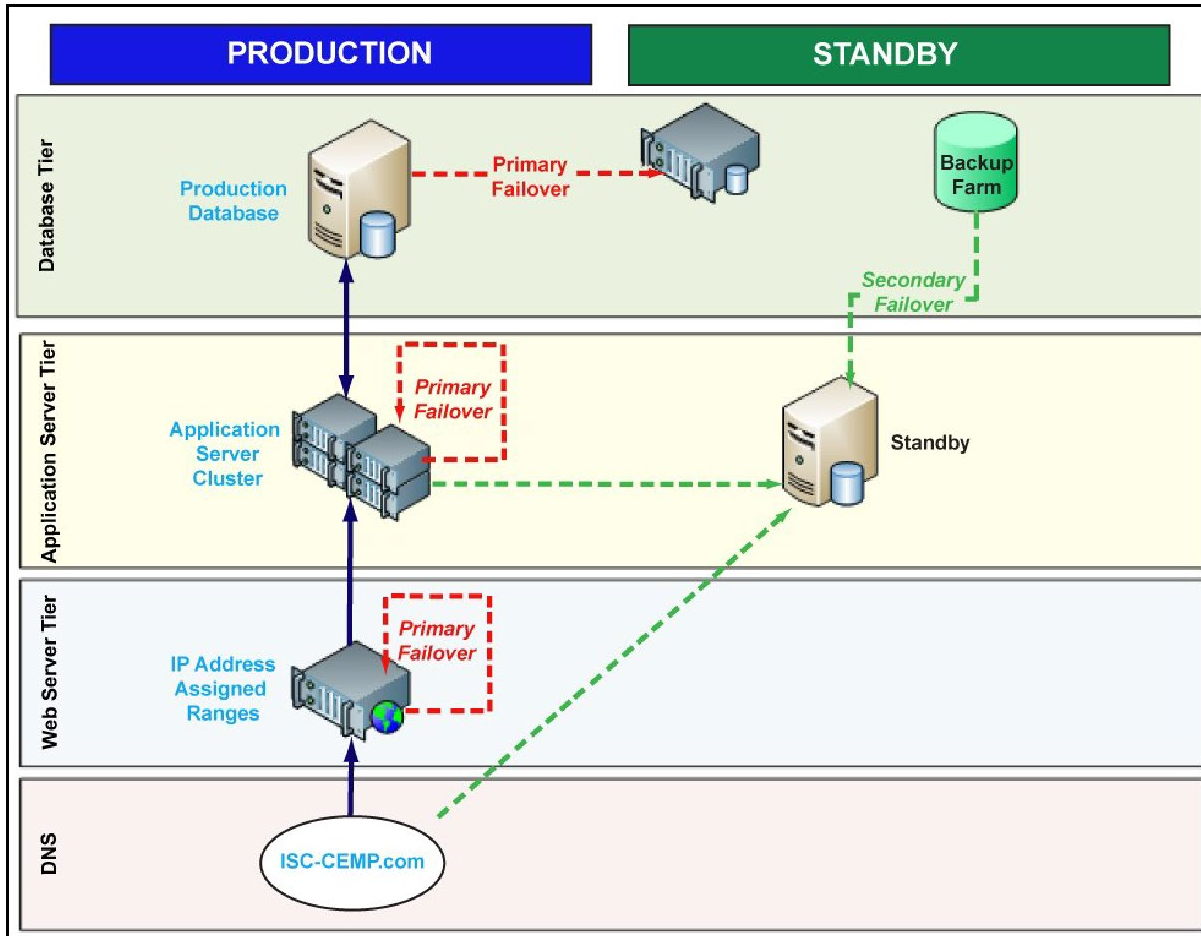 PRODUCTION
STANDBY
Database Tier
Production
Database
Primary
Failover
Backup
Farm
Secondary
Failover
Application Server Tier
Primary
Failover
Application
Server
Cluster
Standby
Web Server Tier
Primary
Failover
IP Address
Assigned
Ranges
DNS
ISC-CEMP.com